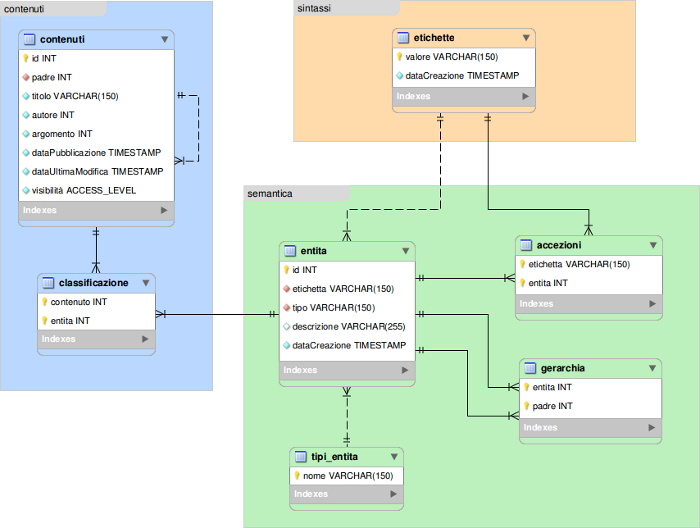 contenuti
contenuti
id INT
padre INT
titolo VARCHAR(150)
autore INT
argomento INT
dataPubblicazione TIMESTAMP
dataUltimaModifica TIMESTAMP
visibilità ACCESS_LEVEL
Indexes
classificazione
contenuto INT
entita INT
Indexes
sintassi
etichette
valore VARCHAR(150)
dataCreazione TIMESTAMP
Indexes
semantica
entita
id INT
etichetta VARCHAR(150)
tipo VARCHAR(150)
descrizione VARCHAR(255)
dataCreazione TIMESTAMP
Indexes
accezioni
etichetta VARCHAR(150)
entita INT
Indexes
gerarchia
entita INT
padre INT
Indexes
tipi_entita
nome VARCHAR(150)
Indexes